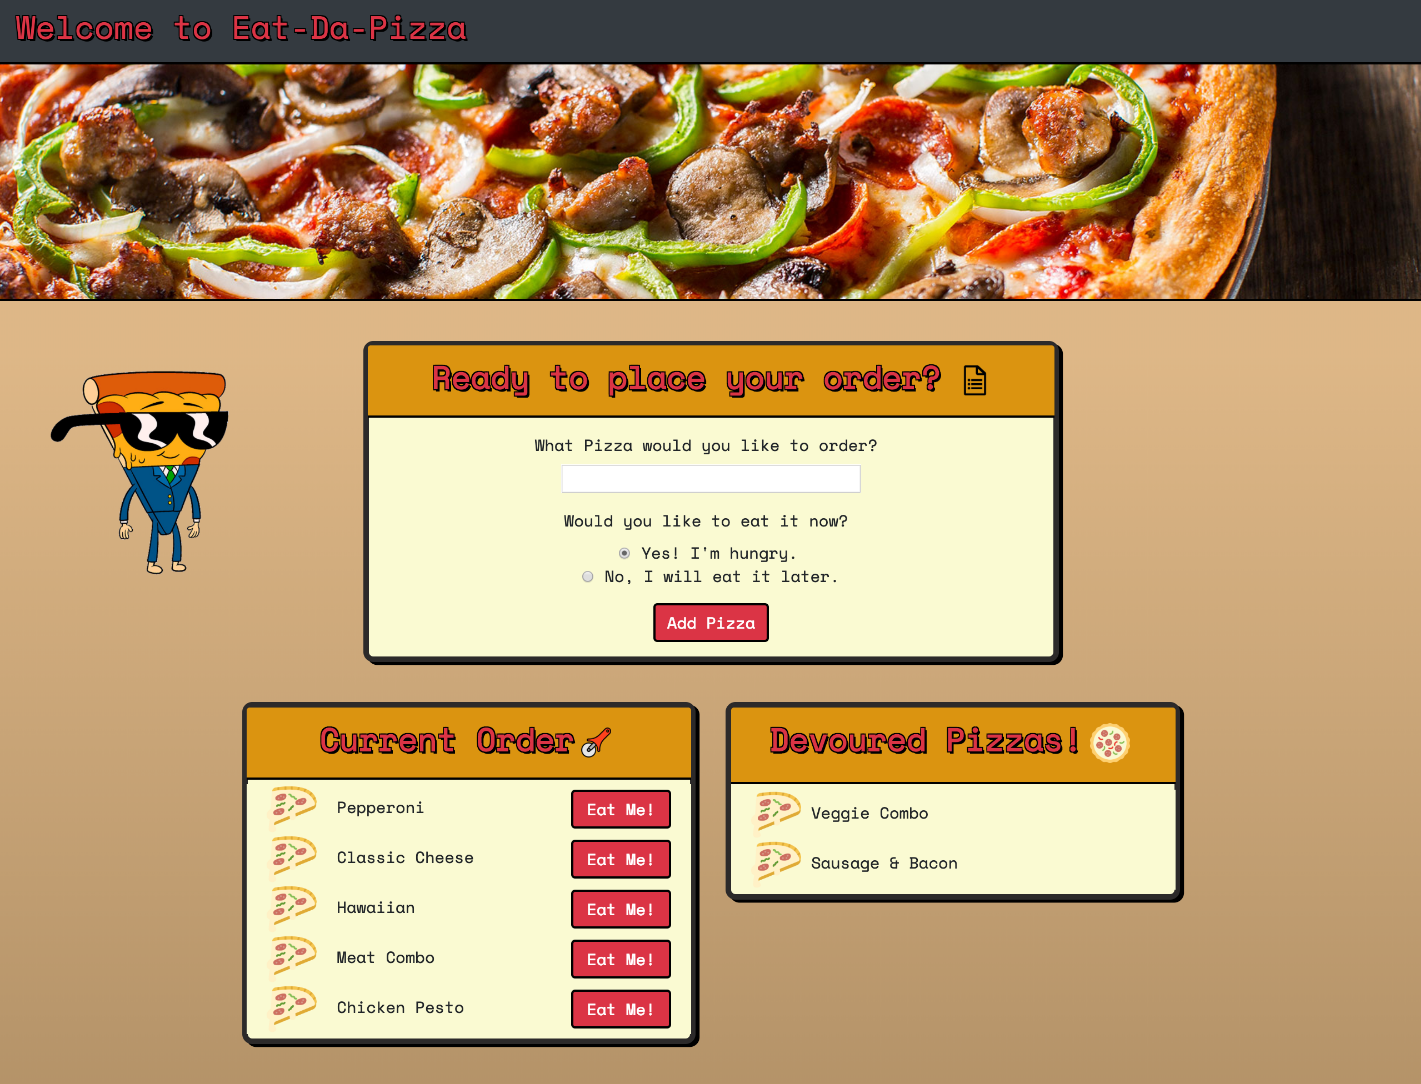 Welcome to Eat-Da-Pizza
Ready to place your order?
What Pizza would you like to order?
Would you like to eat it now?
Yes! I'm hungry.
No, I will eat it later.
Add Pizza
Current Order
Pepperoni
Eat Me!
Classic Cheese
Eat Me!
Hawaiian
Eat Me!
Meat Combo
Eat Me!
Chicken Pesto
Eat Me!
Devoured Pizzas!
Veggie Combo
Sausage & Bacon